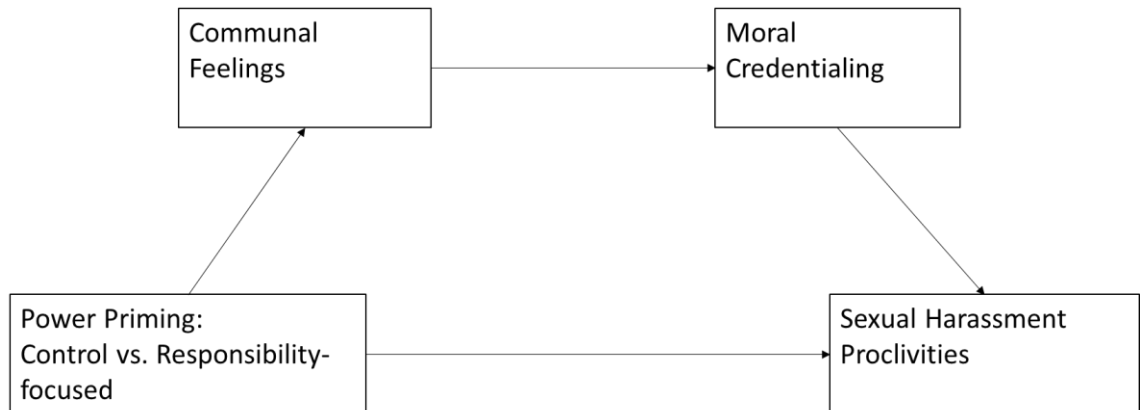 Communal
Feelings
Moral
Credentialing
Power Priming:
Control vs. Responsibility-
focused
Sexual Harassment
Proclivities